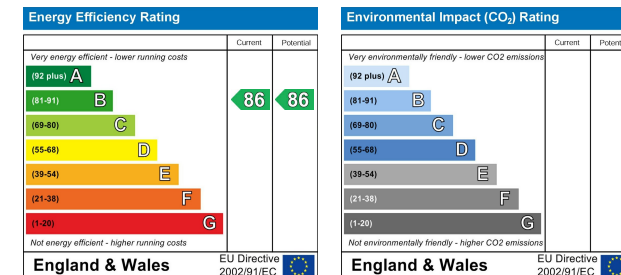 Energy Efficiency Rating
Current Potential
Very energy efficient - lower running costs
(92 plus) A
(81-91) B 86 86
(69-80) C
(55-68) D
(39-54) E
(21-38) F
(1-20) G
Not energy efficient - higher running costs
England & Wales EU Directive
2002/91/EC
Environmental Impact (CO₂) Rating
Current Potent
Very environmentally friendly - lower CO2 emissions
(92 plus) A
(81-91) B
(69-80) C
(55-68) D
(39-54) E
(21-38) F
(1-20) G
Not environmentally friendly - higher CO2 emissions
England & Wales EU Directive
2002/91/EC